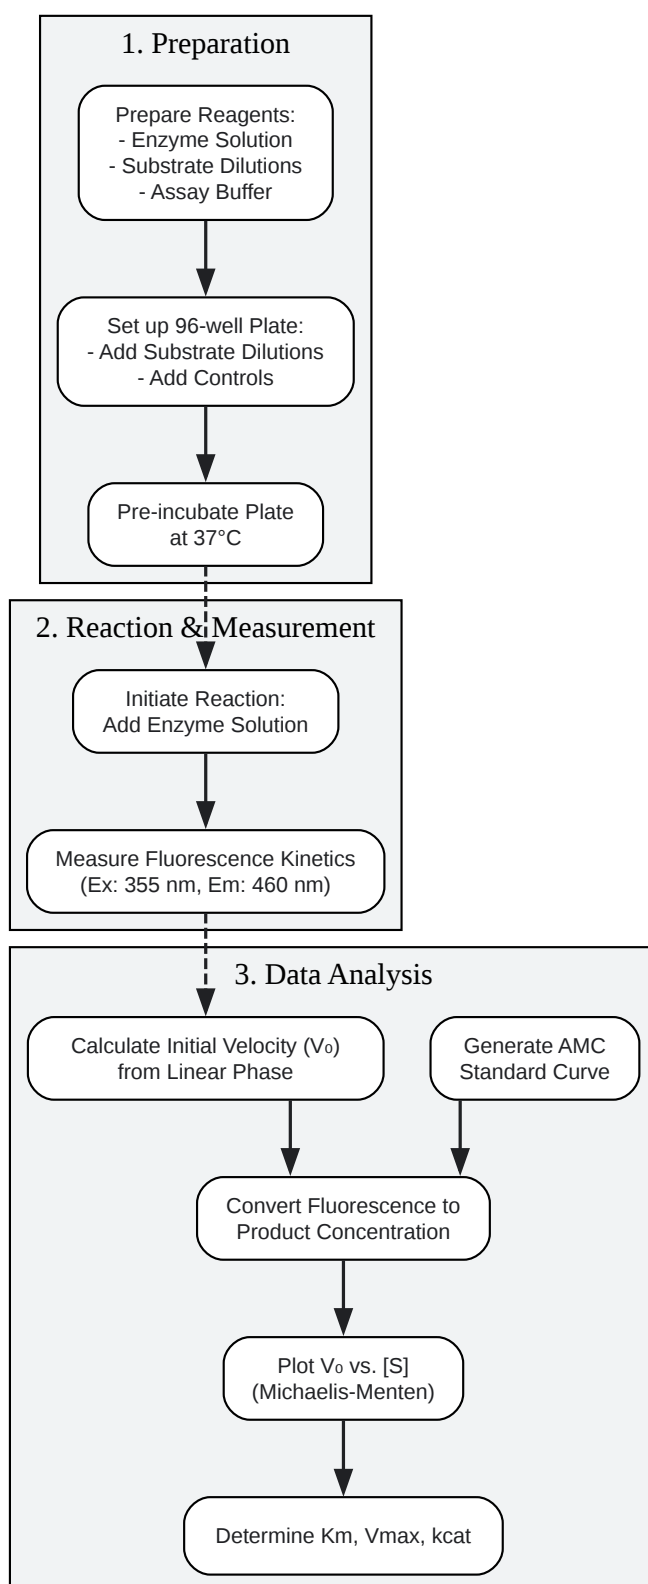 1. Preparation
Prepare Reagents:
- Enzyme Solution
- Substrate Dilutions
- Assay Buffer
Set up 96-well Plate:
- Add Substrate Dilutions
- Add Controls
Pre-incubate Plate
at 37°C
2. Reaction & Measurement
Initiate Reaction:
Add Enzyme Solution
Measure Fluorescence Kinetics
(Ex: 355 nm, Em: 460 nm)
3. Data Analysis
Calculate Initial Velocity (V₀)
from Linear Phase
Generate AMC
Standard Curve
Convert Fluorescence to
Product Concentration
Plot V₀ vs. [S]
(Michaelis-Menten)
Determine Km, Vmax, kcat